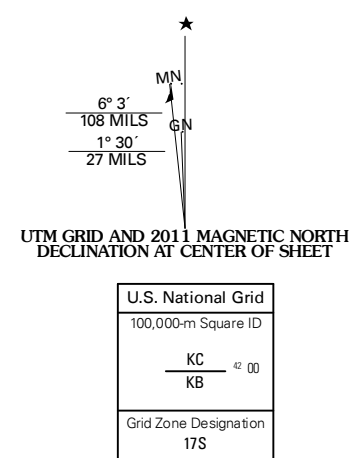 ★
MN
6° 3´
108 MILS
GN
1° 30´
27 MILS
UTM GRID AND 2011 MAGNETIC NORTH
DECLINATION AT CENTER OF SHEET
U.S. National Grid
100,000-m Square ID
KC
42 00
KB
Grid Zone Designation
17S